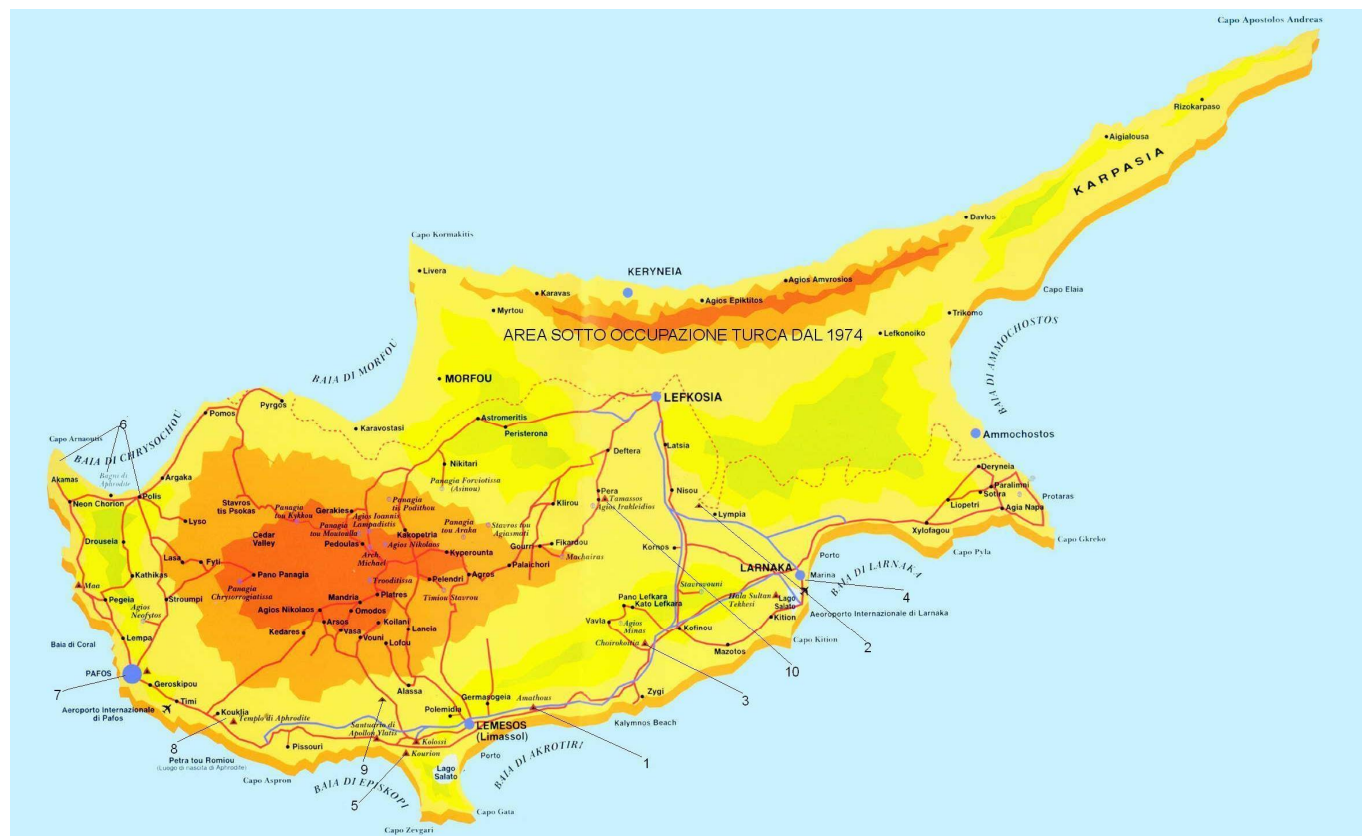 Capo Apostolos Andreas
Rizokarpaso
Aigialousa
KARPASIA
Davlos
Capo Kormakitis
Livera
KERYNEIA
Agios Amvrosios
Karavas
Agios Epiktitos
Capo Elaia
Myrtou
Trikomo
AREA SOTTO OCCUPAZIONE TURCA DAL 1974
Lefkonoiko
BAIA DI AMMOCHOSTOS
BAIA DI MORFOU
MORFOU
LEFKOSIA
Pyrgos
Pomos
Astromeritis
Karavostasi
Peristerona
Ammochostos
6
Capo Arnaoutis
BAIA DI CHRYSOCHOU
Latsia
Deftera
Nikitari
Deryneia
Akamas
Bagno di
Aphrodite
Argaka
Panagia Forviotissa
(Asinou)
Paralimni
Neon Chorion
Polis
Stavros
tis Psokas
Panagia
tis Podithou
Pera
Nisou
Sotira
Protaras
Tamassos
Agios Irakleidios
Klirou
Liopetri
Agia Napa
Panagia
tou Kykkou
Gerakies
Agios Ioannis
Lampadistis
Lympia
Lyso
Panagia
tou Moutoulla
Kakopetria
Panagia
tou Araka
Stavros tou
Agiasmati
Xylofagou
Cedar
Valley
Drouseia
Pedoulas
Agios Nikolaos
Capo Gkreko
Arch.
Michael
Kyperounta
Gourri
Fikardou
Kornos
Capo Pyla
Lasa
Fyti
Machairas
Porto
Palaichori
Kathikas
Pano Panagia
Trooditissa
Pelendri
Agros
LARNAKA
Marina
BAIA DI LARNAKA
Maa
Panagia
Chrysorrogiatissa
Stavrovouni
Timiou Stavrou
Platres
Hala Sultan
Tekhesi
Lago
Salato
4
Pegeia
Stroumpi
Mandria
Pano Lefkara
Kato Lefkara
Agios
Neofytos
Agios Nikolaos
Omodos
Aeroporto Internazionale di Larnaka
Arsos
Koilani
Vavla
Agios
Minas
Kition
Kedares
Vasa
Laneia
Kofinou
Lempa
Vouni
Lofou
Choirokoitia
Capo Kition
Baia di Coral
Mazotos
2
PAFOS
10
7
Geroskipou
Alassa
Zygi
3
Germasogeia
Amathous
Timi
Aeroporto Internazionale
di Pafos
Kouklia
Templo di Aphrodite
Polemidia
Kalymnos Beach
Santuario di
Apollon Ylatis
LEMESOS
(Limassol)
8
Pissouri
Kolossi
Kourion
Porto
Petra tou Romiou
(Luogo di nascita di Aphrodite)
1
9
Lago
Salato
BAIA DI AKROTIRI
Capo Aspron
BAIA DI EPISKOPI
5
Capo Gata
Capo Zevgari